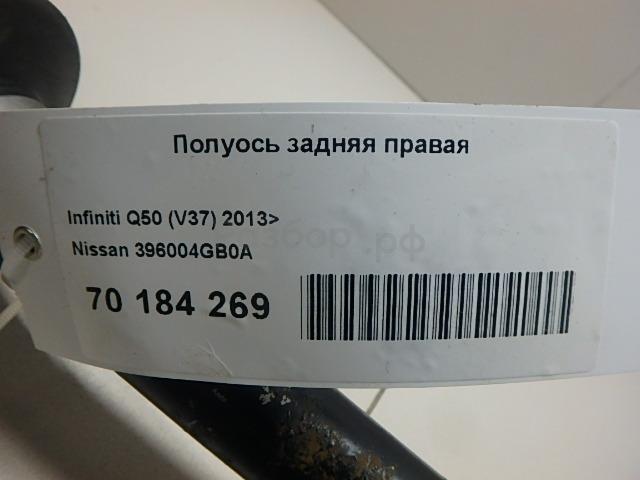 Полуось задняя правая
Infiniti Q50 (V37) 2013>
Nissan 396004GB0A
70 184 269